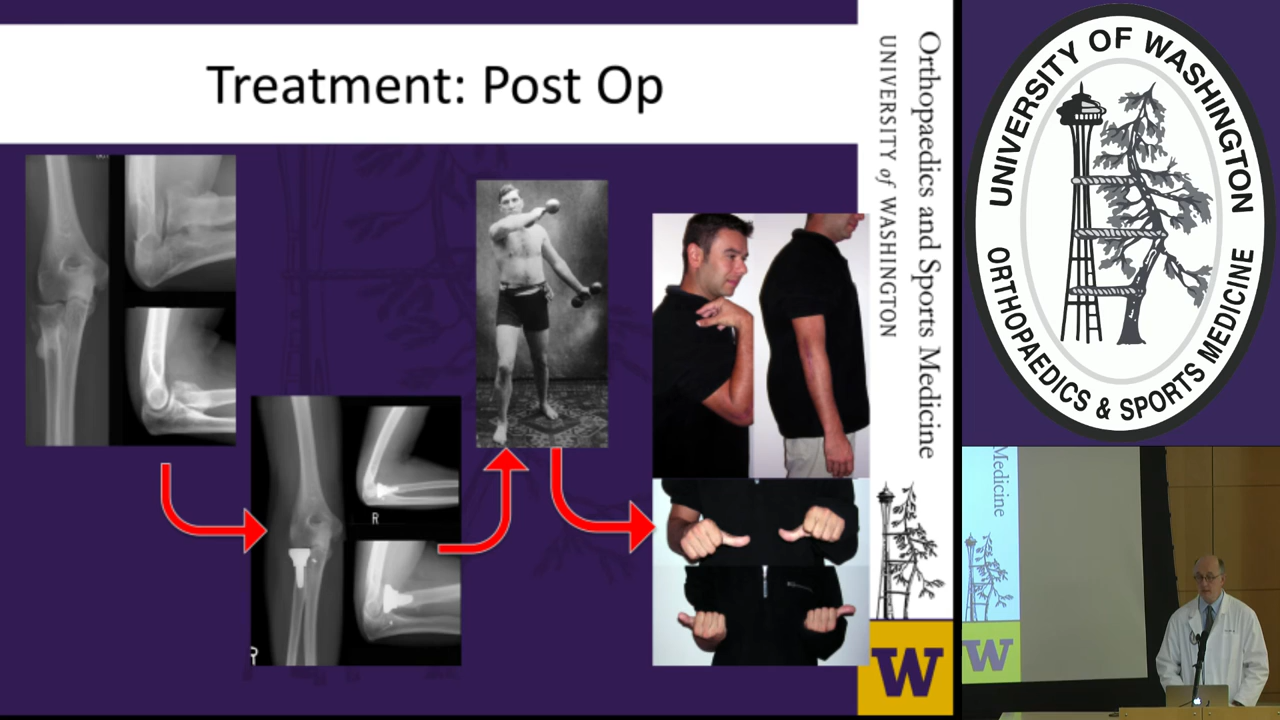 Treatment: Post Op
R
R
Orthopaedics and Sports Medicine
UNIVERSITY of WASHINGTON
W
UNIVERSITY OF WASHINGTON
ORTHOPAEDICS & SPORTS MEDICINE
Medicine
W